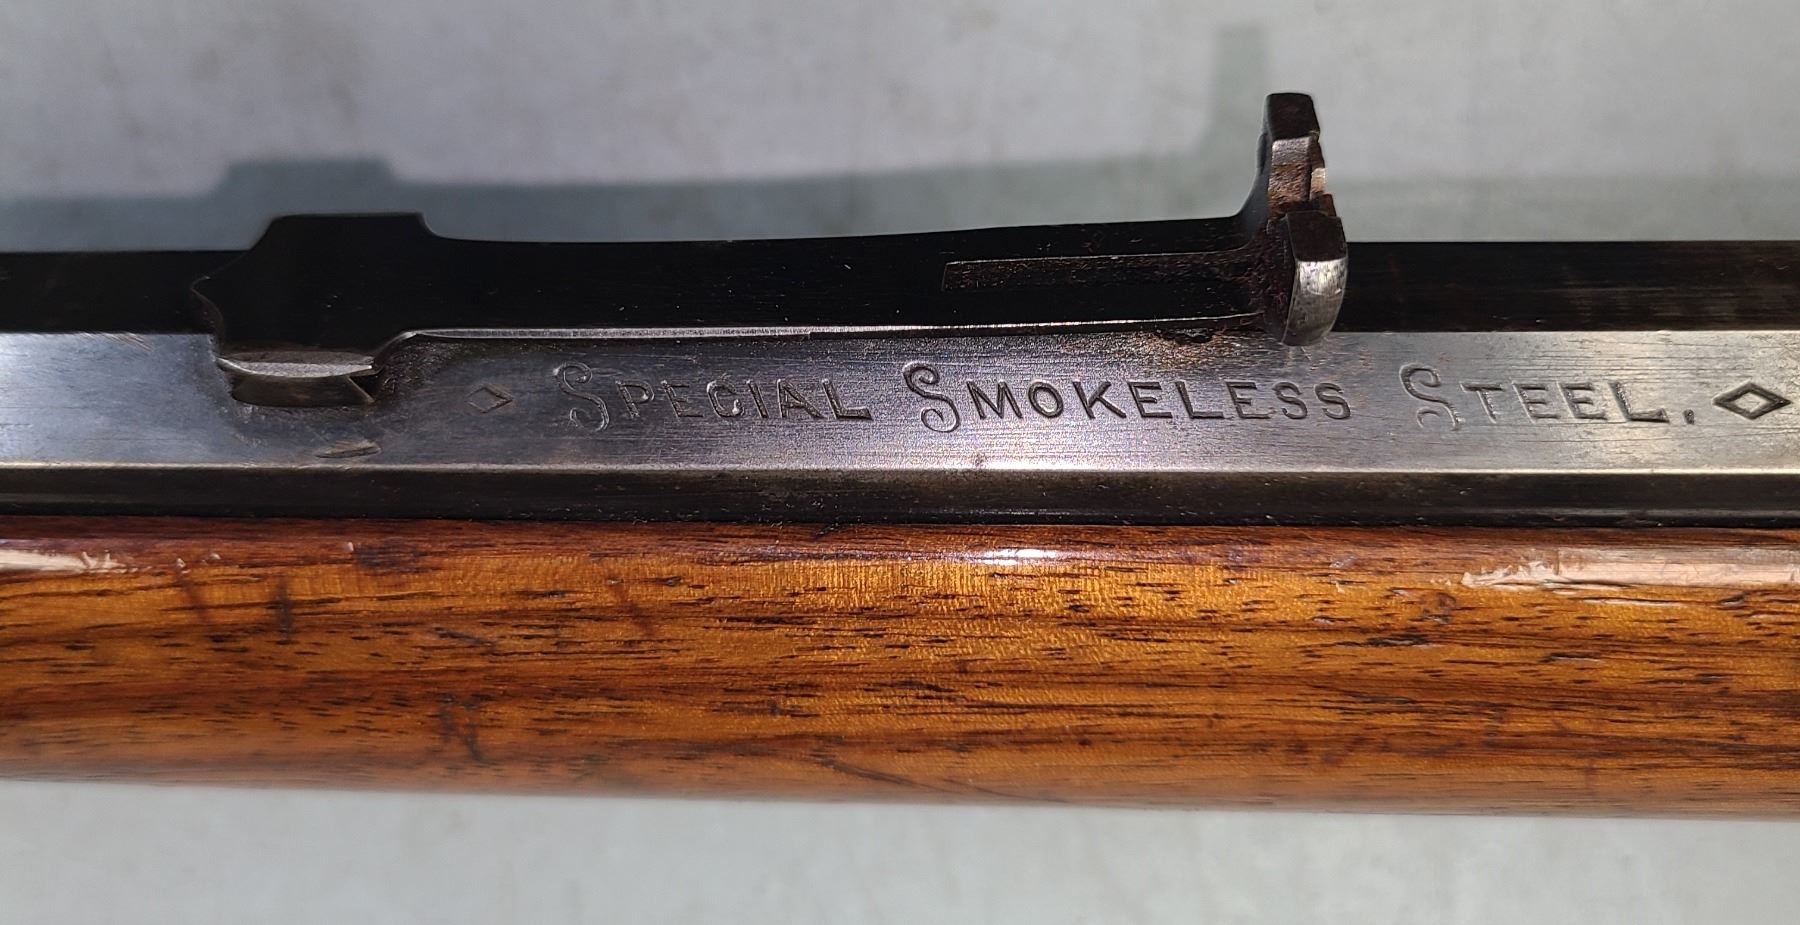 ◇ SPECIAL SMOKELESS STEEL. ◇